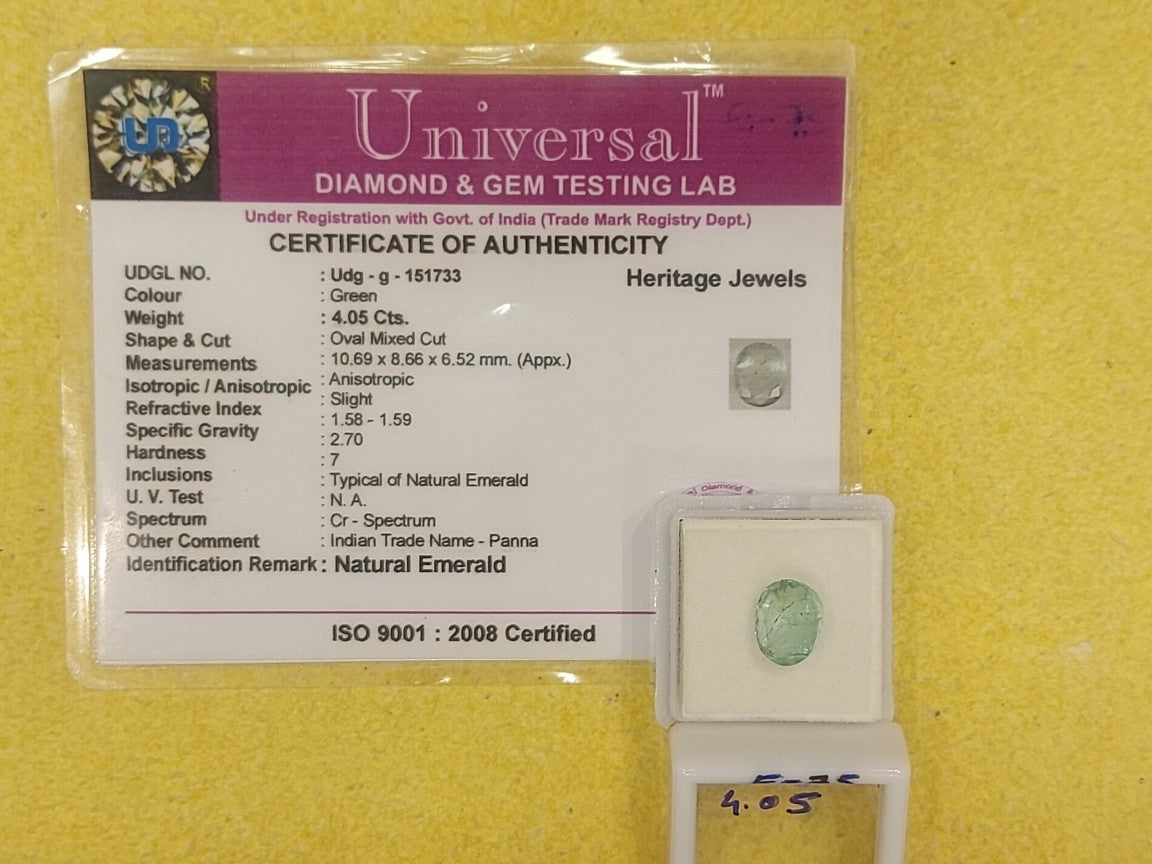 Universal™
DIAMOND & GEM TESTING LAB
Under Registration with Govt. of India (Trade Mark Registry Dept.)
CERTIFICATE OF AUTHENTICITY
Heritage Jewels
UDGL NO. : Udg - g - 151733
Colour : Green
Weight : 4.05 Cts.
Shape & Cut : Oval Mixed Cut
Measurements : 10.69 x 8.66 x 6.52 mm. (Appx.)
Isotropic / Anisotropic : Anisotropic
: Slight
Refractive Index : 1.58 - 1.59
Specific Gravity : 2.70
Hardness : 7
Inclusions : Typical of Natural Emerald
U. V. Test : N. A.
Spectrum : Cr - Spectrum
Other Comment : Indian Trade Name - Panna
Identification Remark : Natural Emerald
ISO 9001 : 2008 Certified
Diamond
4.05